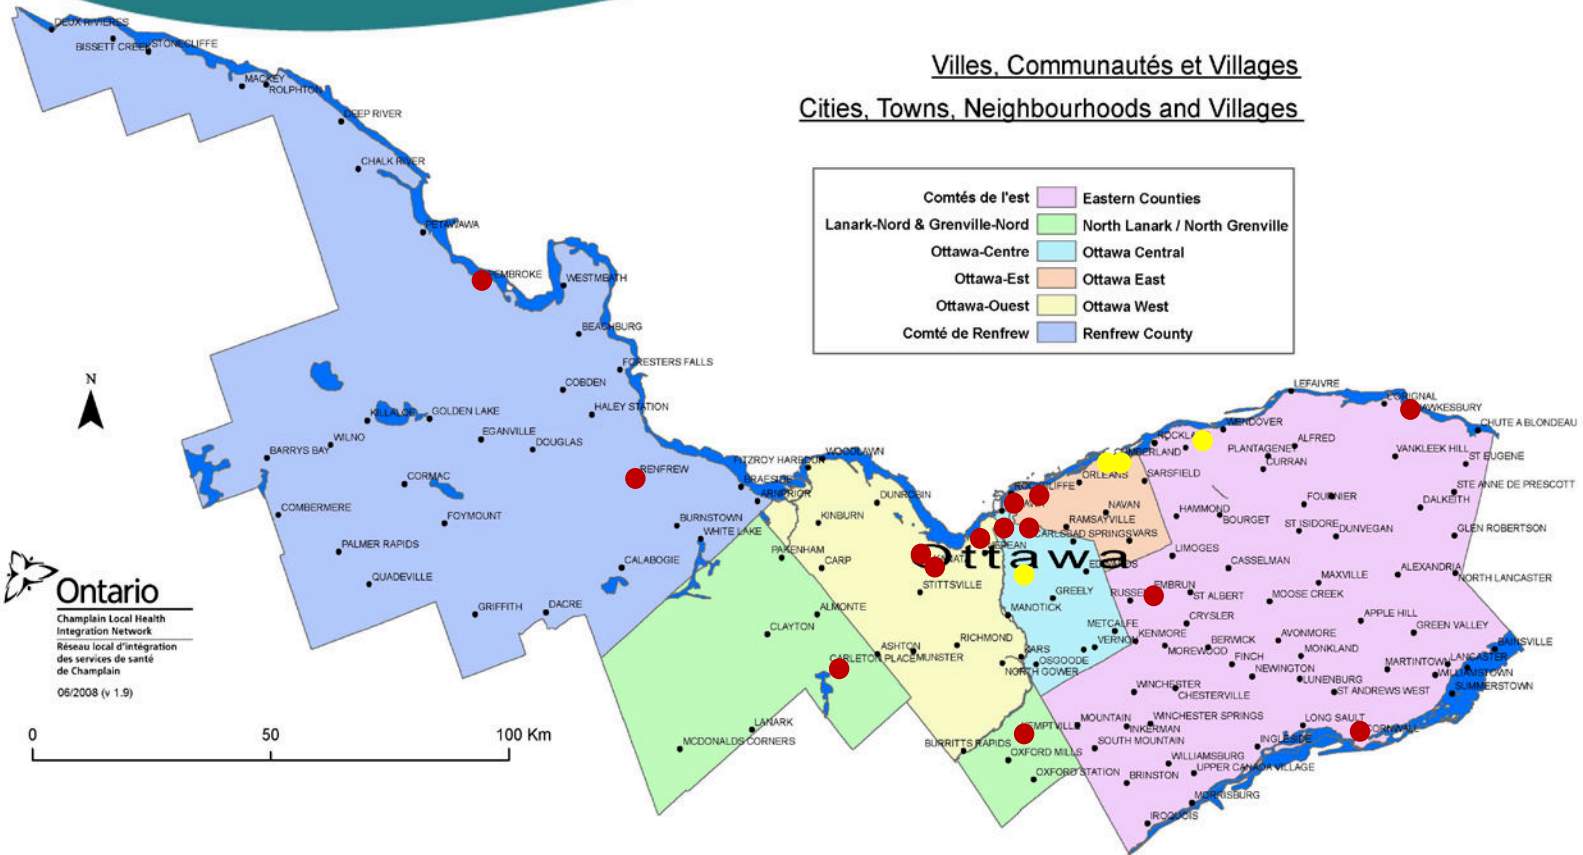 Villes, Communautés et Villages
Cities, Towns, Neighbourhoods and Villages
Comtés de l'est Eastern Counties
Lanark-Nord & Grenville-Nord North Lanark / North Grenville
Ottawa-Centre Ottawa Central
Ottawa-Est Ottawa East
Ottawa-Ouest Ottawa West
Comté de Renfrew Renfrew County
DEUX RIVIERES
BISSETT CREEK
STONECLIFFE
MACKEY
ROLPHTON
DEEP RIVER
CHALK RIVER
PETAWAWA
PEMBROKE
WESTMEATH
BEACHBURG
FORESTERS FALLS
COBDEN
HALEY STATION
KILLALOE
GOLDEN LAKE
EGANVILLE
DOUGLAS
WILNO
BARRYS BAY
CORMAC
RENFREW
COMBERMERE
FOYMOUNT
PALMER RAPIDS
QUADEVILLE
GRIFFITH
DACRE
CALABOGIE
BURNSTOWN
WHITE LAKE
BRAESIDE
ARNPRIOR
FITZROY HARBOUR
WOODLAWN
DUNROBIN
KINBURN
PAKENHAM
CARP
STITTSVILLE
ALMONTE
CLAYTON
ASHTON
MUNSTER
RICHMOND
CARLETON PLACE
LANARK
MCDONALDS CORNERS
BURRITTS RAPIDS
KEMPTVILLE
OXFORD MILLS
OXFORD STATION
NORTH GOWER
KARS
OSGOODE
MANOTICK
GREELY
METCALFE
VERNON
EDWARDS
CARLSBAD SPRINGS
VARS
RAMSAYVILLE
NAVAN
ORLEANS
CUMBERLAND
SARSFIELD
Ottawa
LEFAIVRE
L'ORIGNAL
HAWKESBURY
CHUTE A BLONDEAU
WENDOVER
PLANTAGENET
ALFRED
CURRAN
VANKLEEK HILL
ST EUGENE
STE ANNE DE PRESCOTT
DALKEITH
GLEN ROBERTSON
FOURNIER
ST ISIDORE
DUNVEGAN
HAMMOND
BOURGET
LIMOGES
CASSELMAN
MAXVILLE
ALEXANDRIA
NORTH LANCASTER
EMBRUN
RUSSELL
ST ALBERT
MOOSE CREEK
CRYSLER
APPLE HILL
GREEN VALLEY
KENMORE
MOREWOOD
BERWICK
AVONMORE
MONKLAND
FINCH
NEWINGTON
LUNENBURG
MARTINTOWN
LANCASTER
WILLIAMSTOWN
BAINSVILLE
SUMMERSTOWN
ST ANDREWS WEST
WINCHESTER
CHESTERVILLE
WINCHESTER SPRINGS
MOUNTAIN
INKERMAN
SOUTH MOUNTAIN
LONG SAULT
CORNWALL
INGLESIDE
WILLIAMSBURG
UPPER CANADA VILLAGE
BRINSTON
MORRISBURG
IROQUOIS
N
Ontario
Champlain Local Health
Integration Network
Réseau local d'intégration
des services de santé
de Champlain
06/2008 (v 1.9)
0 50 100 Km